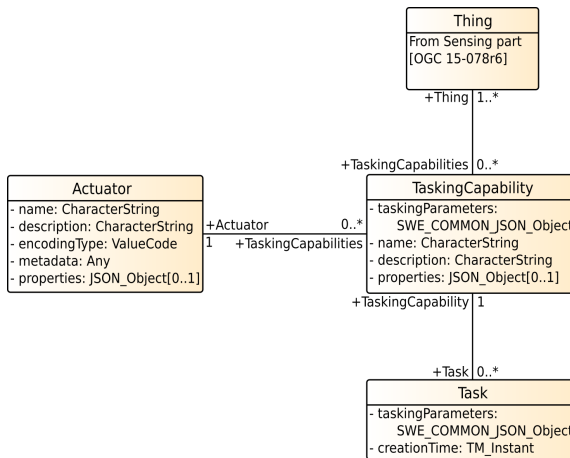 Thing
From Sensing part
[OGC 15-078r6]
+Thing 1..*
+TaskingCapabilities 0..*
Actuator
- name: CharacterString
- description: CharacterString
- encodingType: ValueCode
- metadata: Any
- properties: JSON_Object[0..1]
+Actuator 0..*
1 +TaskingCapabilities
TaskingCapability
- taskingParameters:
SWE_COMMON_JSON_Object
- name: CharacterString
- description: CharacterString
- properties: JSON_Object[0..1]
+TaskingCapability 1
+Task 0..*
Task
- taskingParameters:
SWE_COMMON_JSON_Object
- creationTime: TM_Instant